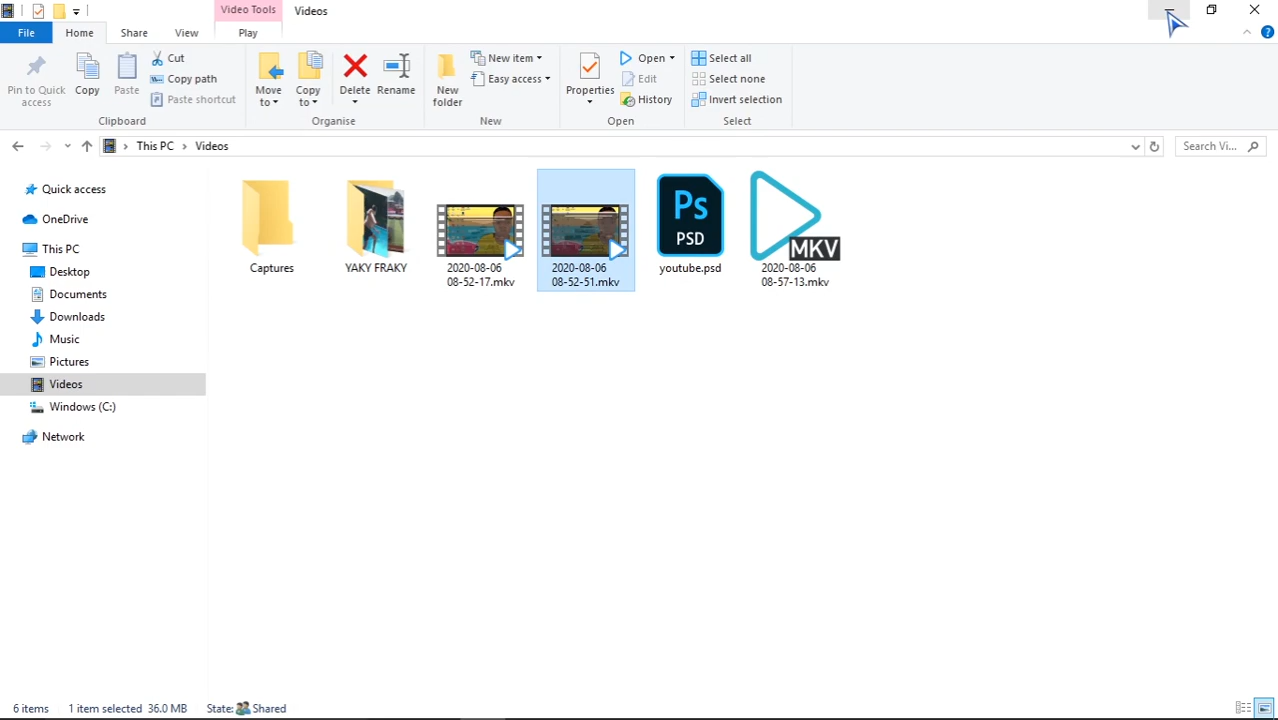 Video Tools
Videos
File
Home
Share
View
Play
Pin to Quick
access
Copy
Paste
Cut
Copy path
Paste shortcut
Clipboard
Move
to
Copy
to
Delete
Rename
Organise
New
folder
New item
Easy access
New
Properties
Open
Edit
History
Open
Select all
Select none
Invert selection
Select
This PC
Videos
Search Vi...
Quick access
OneDrive
This PC
Desktop
Documents
Downloads
Music
Pictures
Videos
Windows (C:)
Network
Captures
YAKY FRAKY
2020-08-06
08-52-17.mkv
2020-08-06
08-52-51.mkv
Ps
PSD
youtube.psd
MKV
2020-08-06
08-57-13.mkv
6 items
1 item selected 36.0 MB
State: Shared